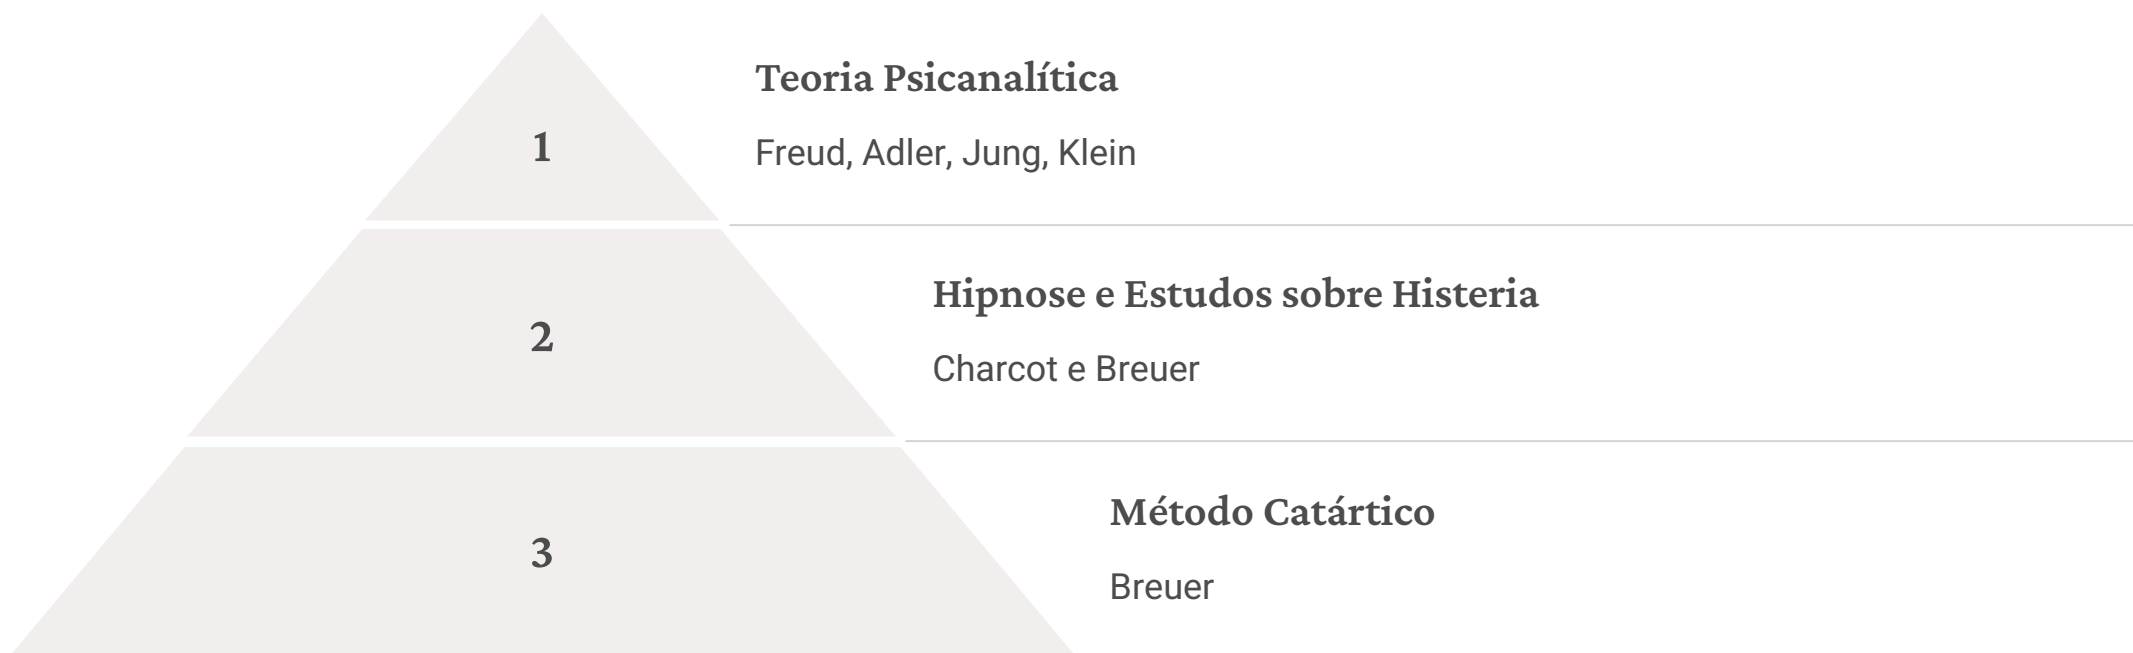 1
Teoria Psicanalítica
Freud, Adler, Jung, Klein
2
Hipnose e Estudos sobre Histeria
Charcot e Breuer
3
Método Catártico
Breuer